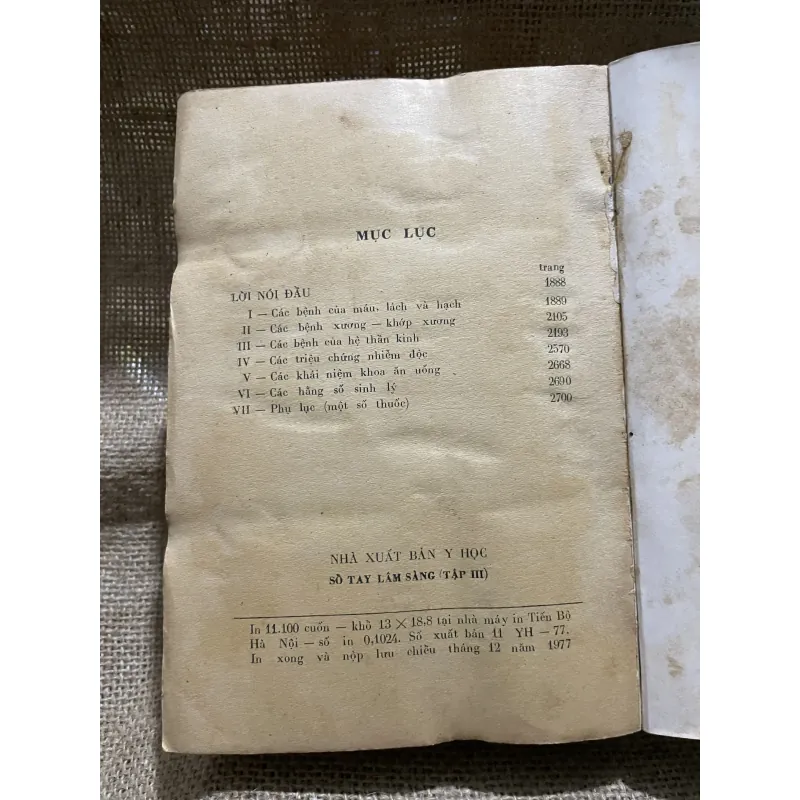 MỤC LỤC
trang
LỜI NÓI ĐẦU 1888
I — Các bệnh của máu, lách và hạch 1889
II — Các bệnh xương — khớp xương 2105
III — Các bệnh của hệ thần kinh 2193
IV — Các triệu chứng nhiễm độc 2570
V — Các khái niệm khoa ăn uống 2668
VI — Các hằng số sinh lý 2690
VII — Phụ lục (một số thuốc) 2700
NHÀ XUẤT BẢN Y HỌC
SỔ TAY LÂM SÀNG (TẬP III)
In 11.100 cuốn — khổ 13 × 18,8 tại nhà máy in Tiến Bộ
Hà Nội — số in 0,1024. Số xuất bản 11 YH — 77.
In xong và nộp lưu chiểu tháng 12 năm 1977